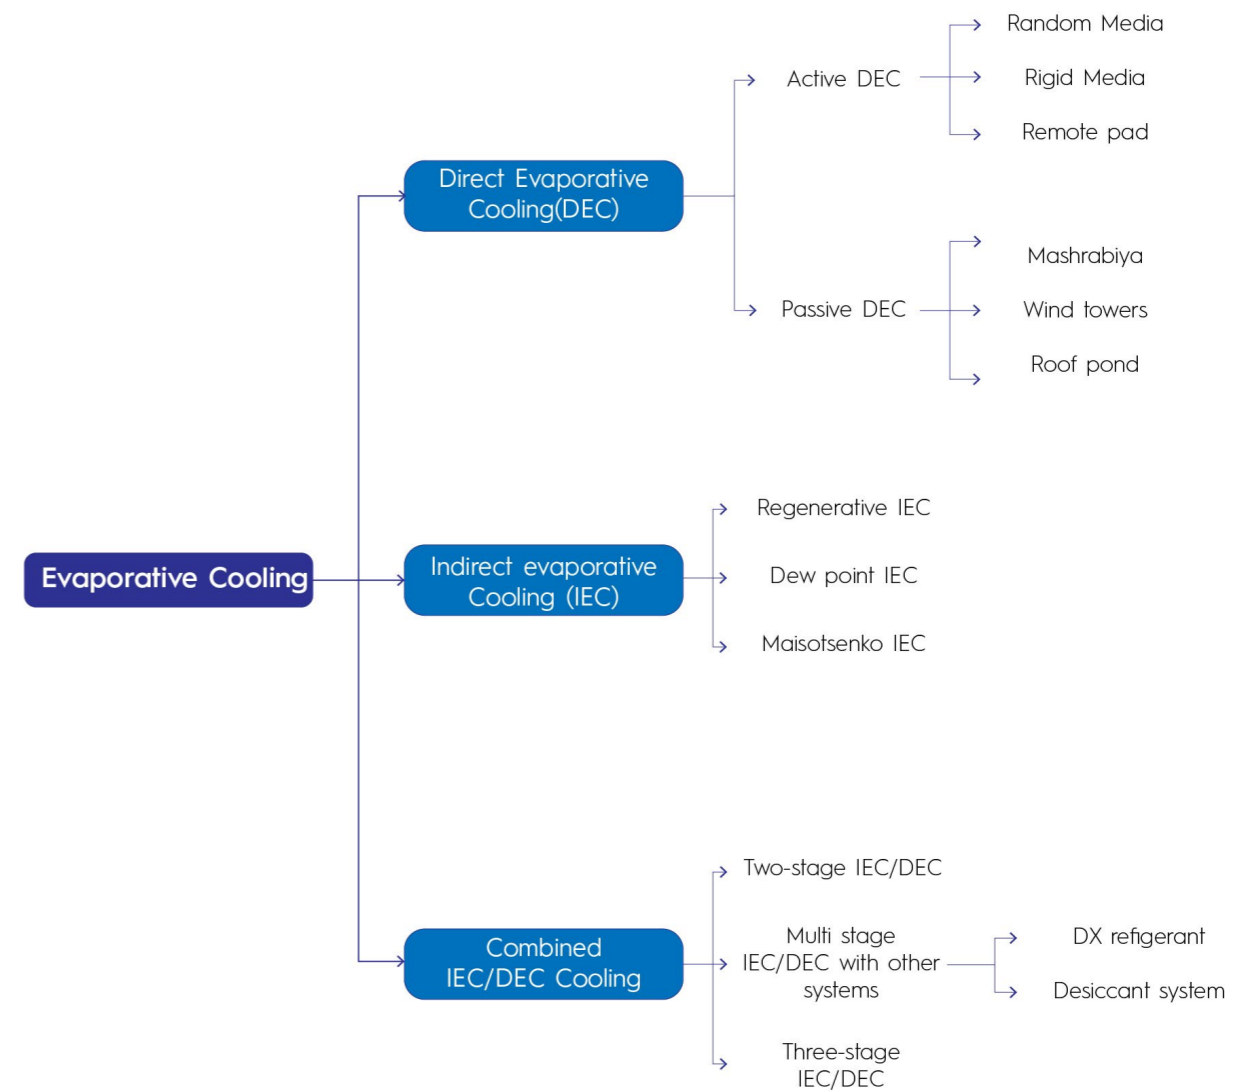 Random Media
Active DEC
Rigid Media
Remote pad
Direct Evaporative
Cooling(DEC)
Mashrabiya
Passive DEC
Wind towers
Roof pond
Regenerative IEC
Evaporative Cooling
Indirect evaporative
Cooling (IEC)
Dew point IEC
Maisotsenko IEC
Two-stage IEC/DEC
Combined
IEC/DEC Cooling
Multi stage
IEC/DEC with other
systems
DX refigerant
Desiccant system
Three-stage
IEC/DEC